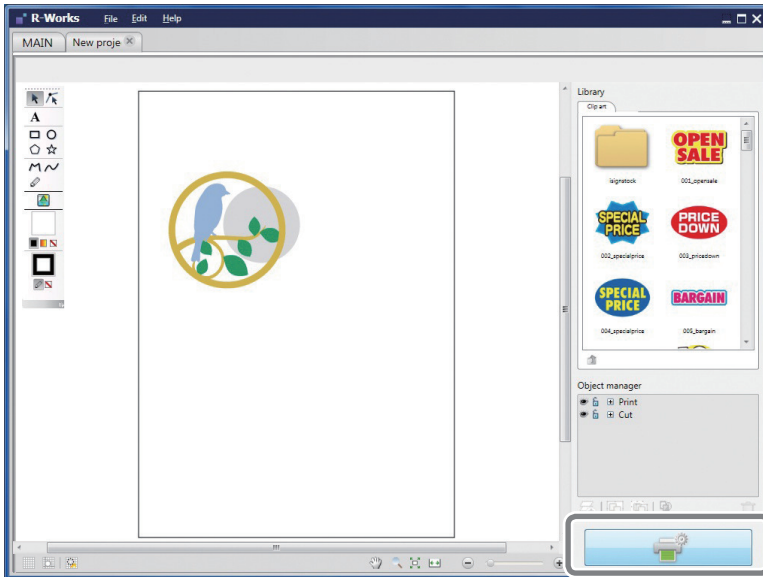 R-Works File Edit Help
MAIN New proje
Library
Clip art
A
isignstock 001_opensale
OPEN
SALE
SPECIAL
PRICE
PRICE
DOWN
002_specialprice 003_pricedown
SPECIAL
PRICE
BARGAIN
004_specialprice 005_bargain
Object manager
Print
Cut